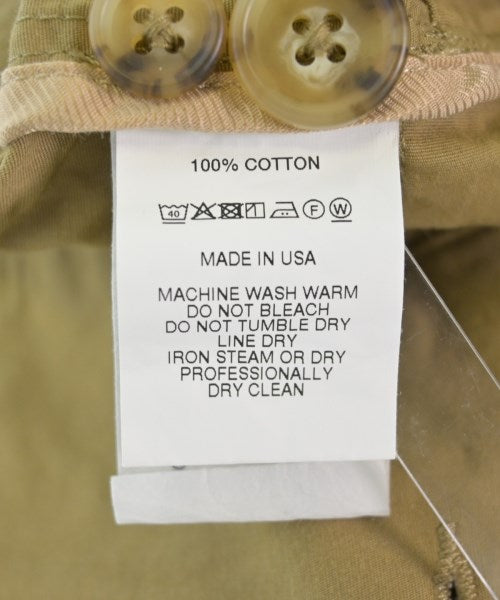 100% COTTON
40 F W
MADE IN USA
MACHINE WASH WARM
DO NOT BLEACH
DO NOT TUMBLE DRY
LINE DRY
IRON STEAM OR DRY
PROFESSIONALLY
DRY CLEAN